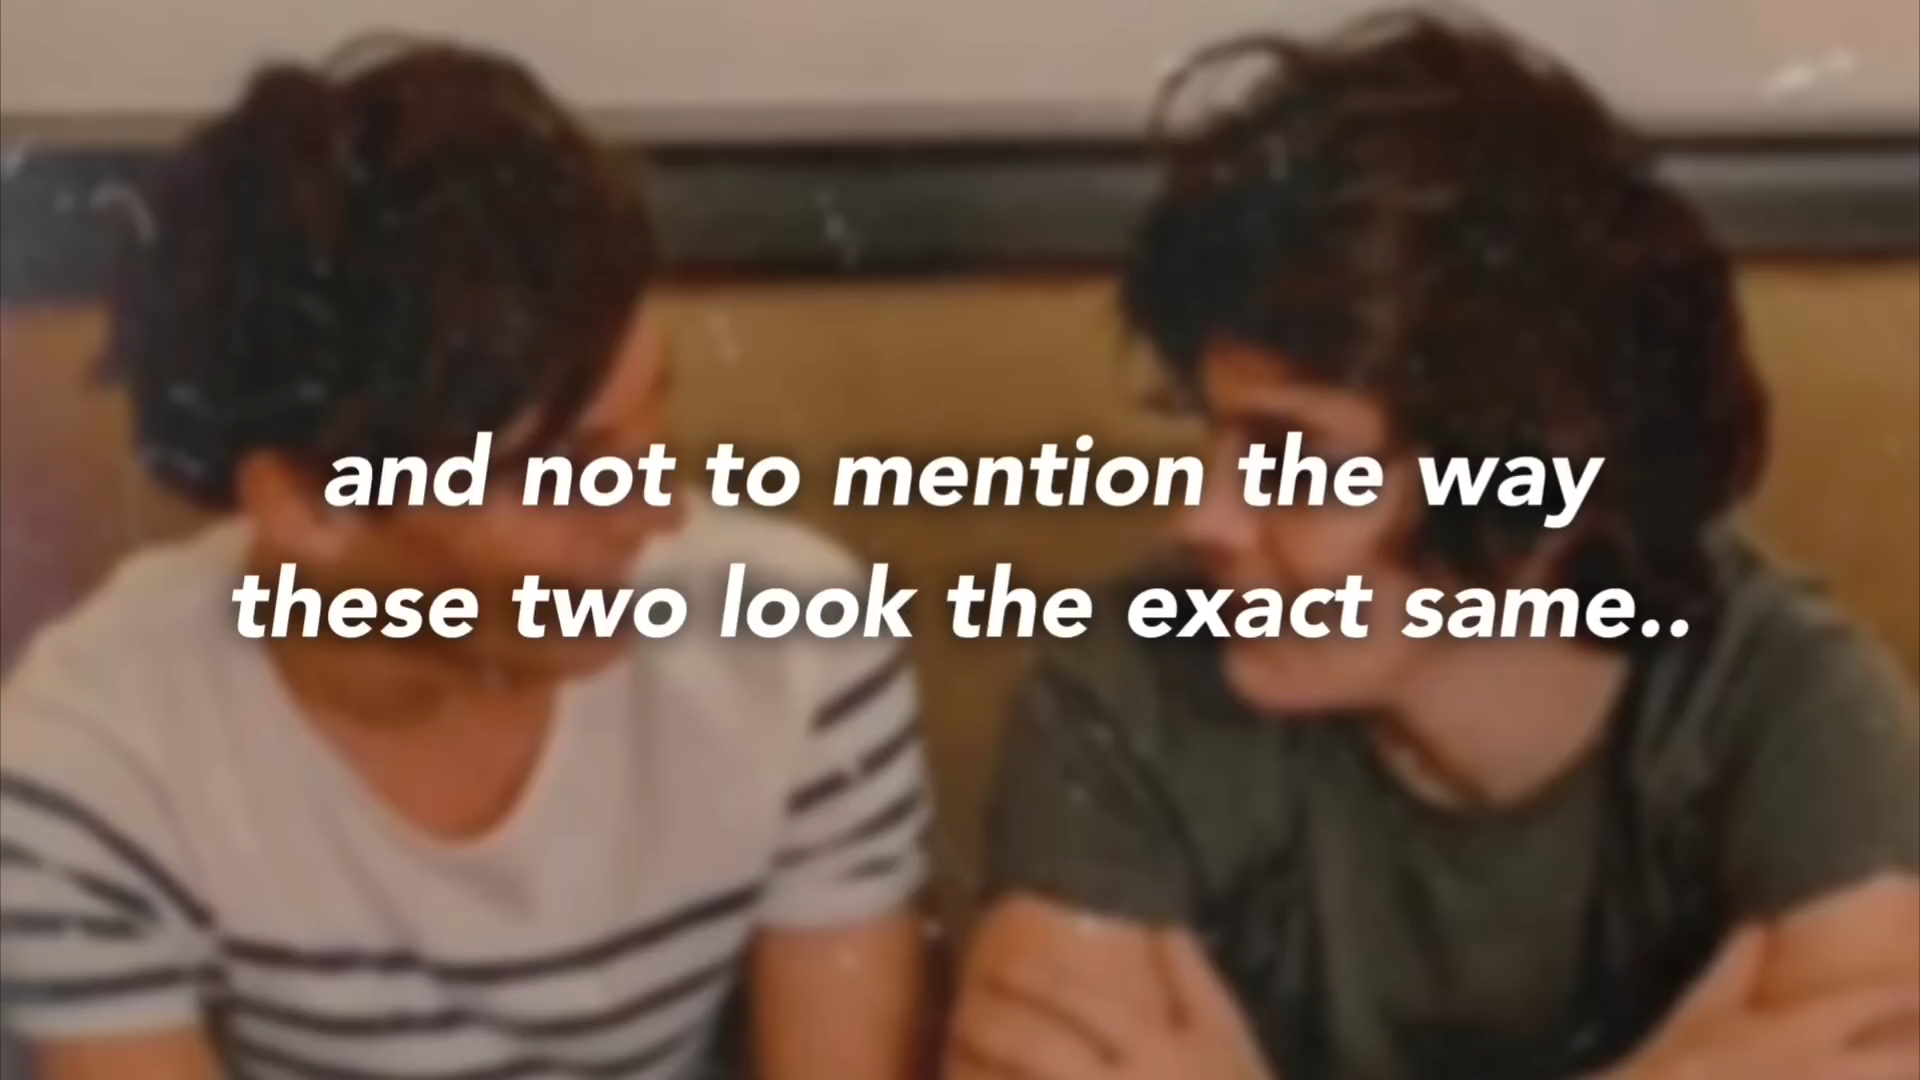 and not to mention the way
these two look the exact same..